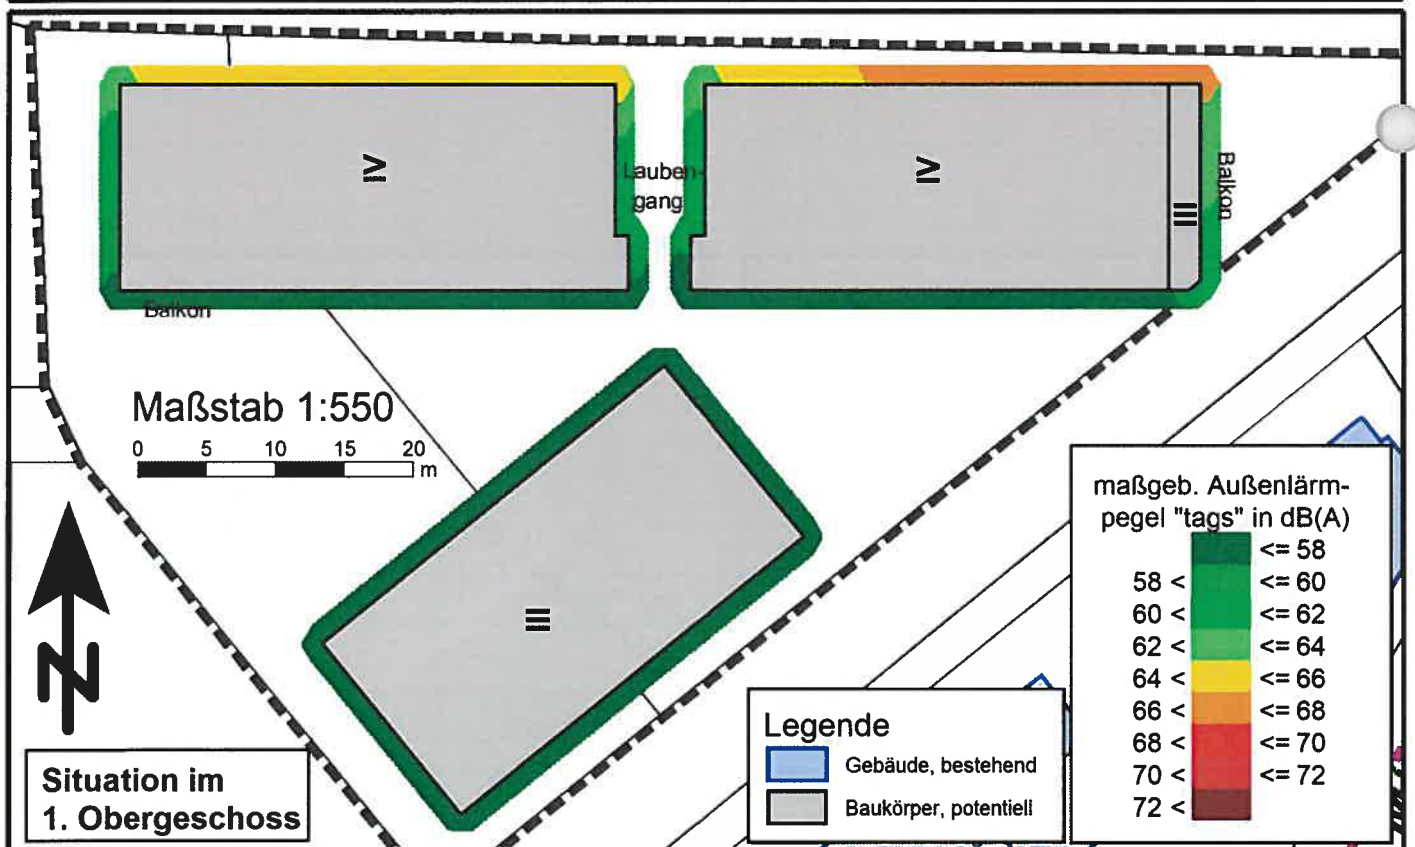 IV
IV
III
Lauben-
gang
Balkon
Balkon
Maßstab 1:550
0 5 10 15 20
m
III
N
Situation im
1. Obergeschoss
Legende
Gebäude, bestehend
Baukörper, potentiell
maßgeb. Außenlärm-
pegel "tags" in dB(A)
<= 58
58 < <= 60
60 < <= 62
62 < <= 64
64 < <= 66
66 < <= 68
68 < <= 70
70 < <= 72
72 <